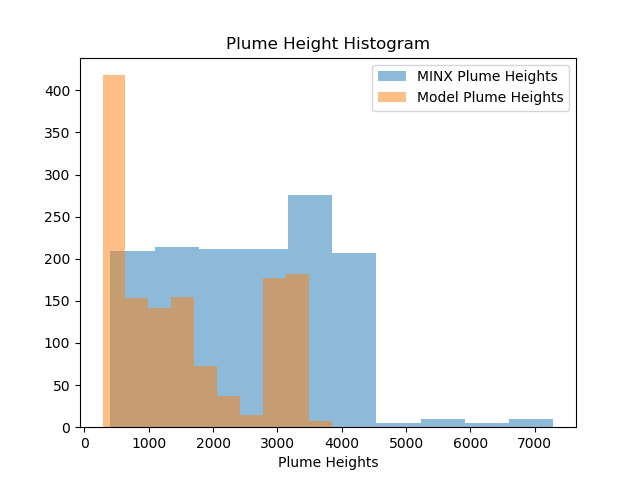 Plume Height Histogram
MINX Plume Heights
Model Plume Heights
400
350
300
250
200
150
100
50
0
0 1000 2000 3000 4000 5000 6000 7000
Plume Heights